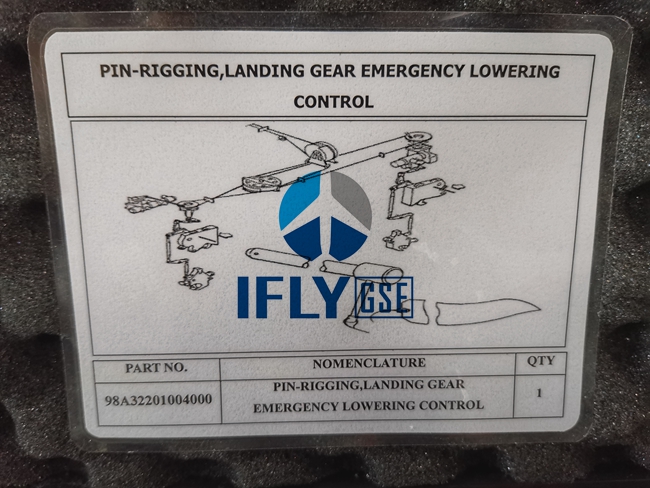 PIN-RIGGING,LANDING GEAR EMERGENCY LOWERING
CONTROL
IFLY GSE
PART NO.
NOMENCLATURE
QTY
98A32201004000
PIN-RIGGING,LANDING GEAR
EMERGENCY LOWERING CONTROL
1